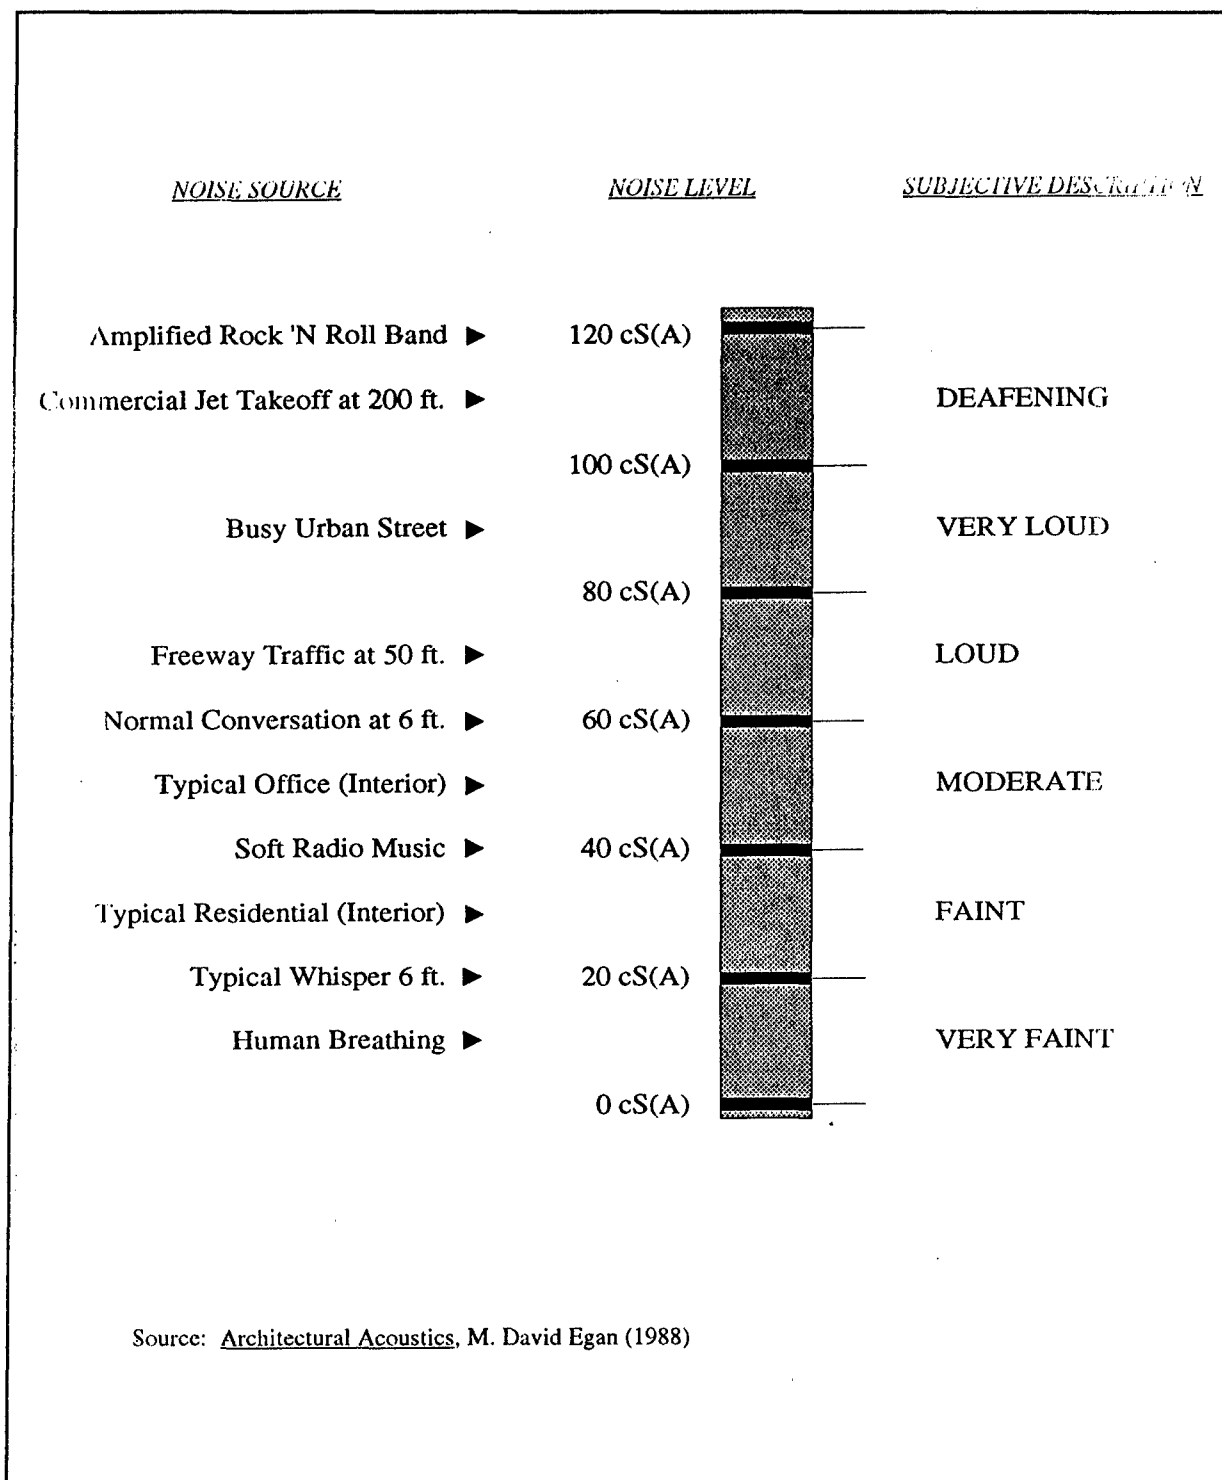 NOISE SOURCE NOISE LEVEL SUBJECTIVE DESCRIPTION
Amplified Rock 'N Roll Band ► 120 cS(A)
Commercial Jet Takeoff at 200 ft. ► DEAFENING
100 cS(A)
Busy Urban Street ► VERY LOUD
80 cS(A)
Freeway Traffic at 50 ft. ► LOUD
Normal Conversation at 6 ft. ► 60 cS(A)
Typical Office (Interior) ► MODERATE
Soft Radio Music ► 40 cS(A)
Typical Residential (Interior) ► FAINT
Typical Whisper 6 ft. ► 20 cS(A)
Human Breathing ► VERY FAINT
0 cS(A)
Source: Architectural Acoustics, M. David Egan (1988)